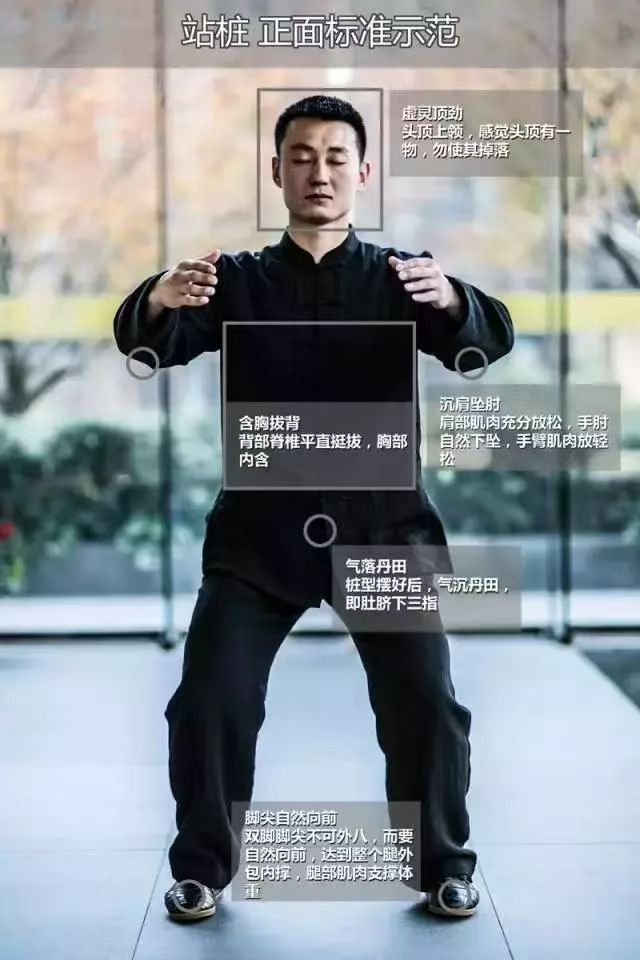 站桩 正面标准示范
虚灵顶劲
头顶上领，感觉头顶有一
物，勿使其掉落
含胸拔背
背部脊椎平直挺拔，胸部
内含
沉肩坠肘
肩部肌肉充分放松，手肘
自然下坠，手臂肌肉放轻
松
气落丹田
桩型摆好后，气沉丹田，
即肚脐下三指
脚尖自然向前
双脚脚尖不可外八，而要
自然向前，达到整个腿外
包内撑，腿部肌肉支撑体
重